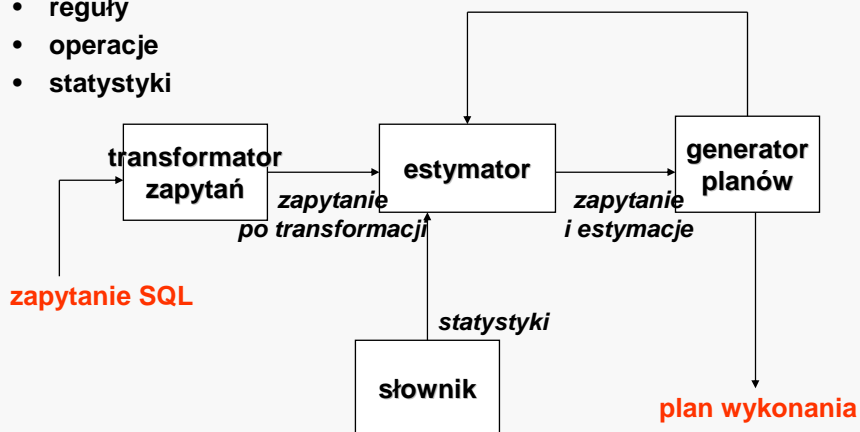 • reguły
• operacje
• statystyki
transformator
zapytań
estymator
generator
planów
zapytanie
po transformacji
zapytanie
i estymacje
zapytanie SQL
statystyki
słownik
plan wykonania